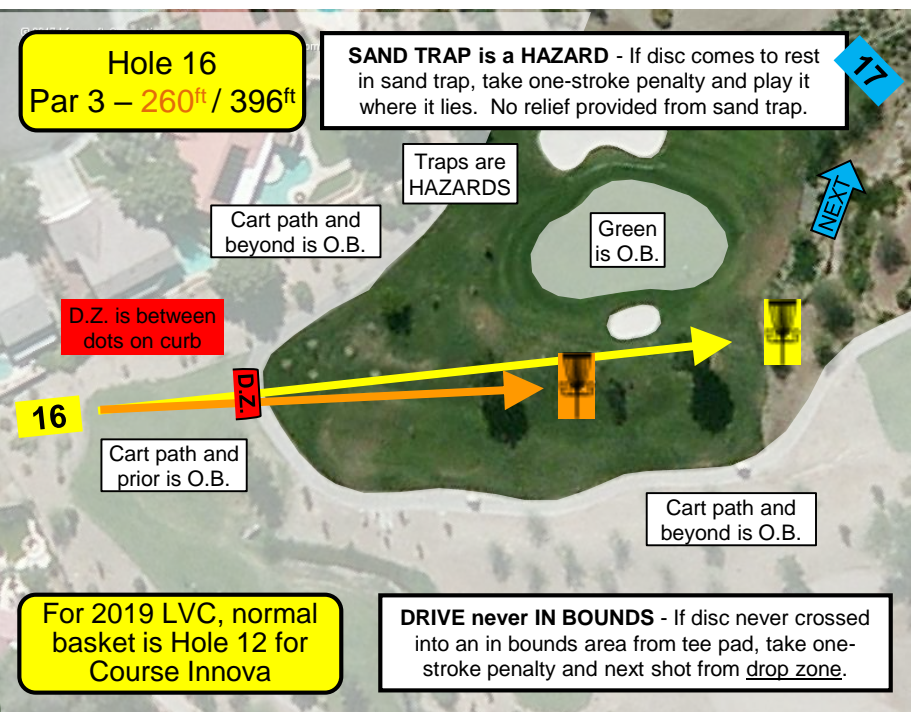 Hole 16
Par 3 – 260ft / 396ft
SAND TRAP is a HAZARD - If disc comes to rest
in sand trap, take one-stroke penalty and play it
where it lies.  No relief provided from sand trap.
17
Traps are
HAZARDS
NEXT
Cart path and
beyond is O.B.
Green
is O.B.
D.Z. is between
dots on curb
D.Z.
16
Cart path and
prior is O.B.
Cart path and
beyond is O.B.
For 2019 LVC, normal
basket is Hole 12 for
Course Innova
DRIVE never IN BOUNDS - If disc never crossed
into an in bounds area from tee pad, take one-
stroke penalty and next shot from drop zone.